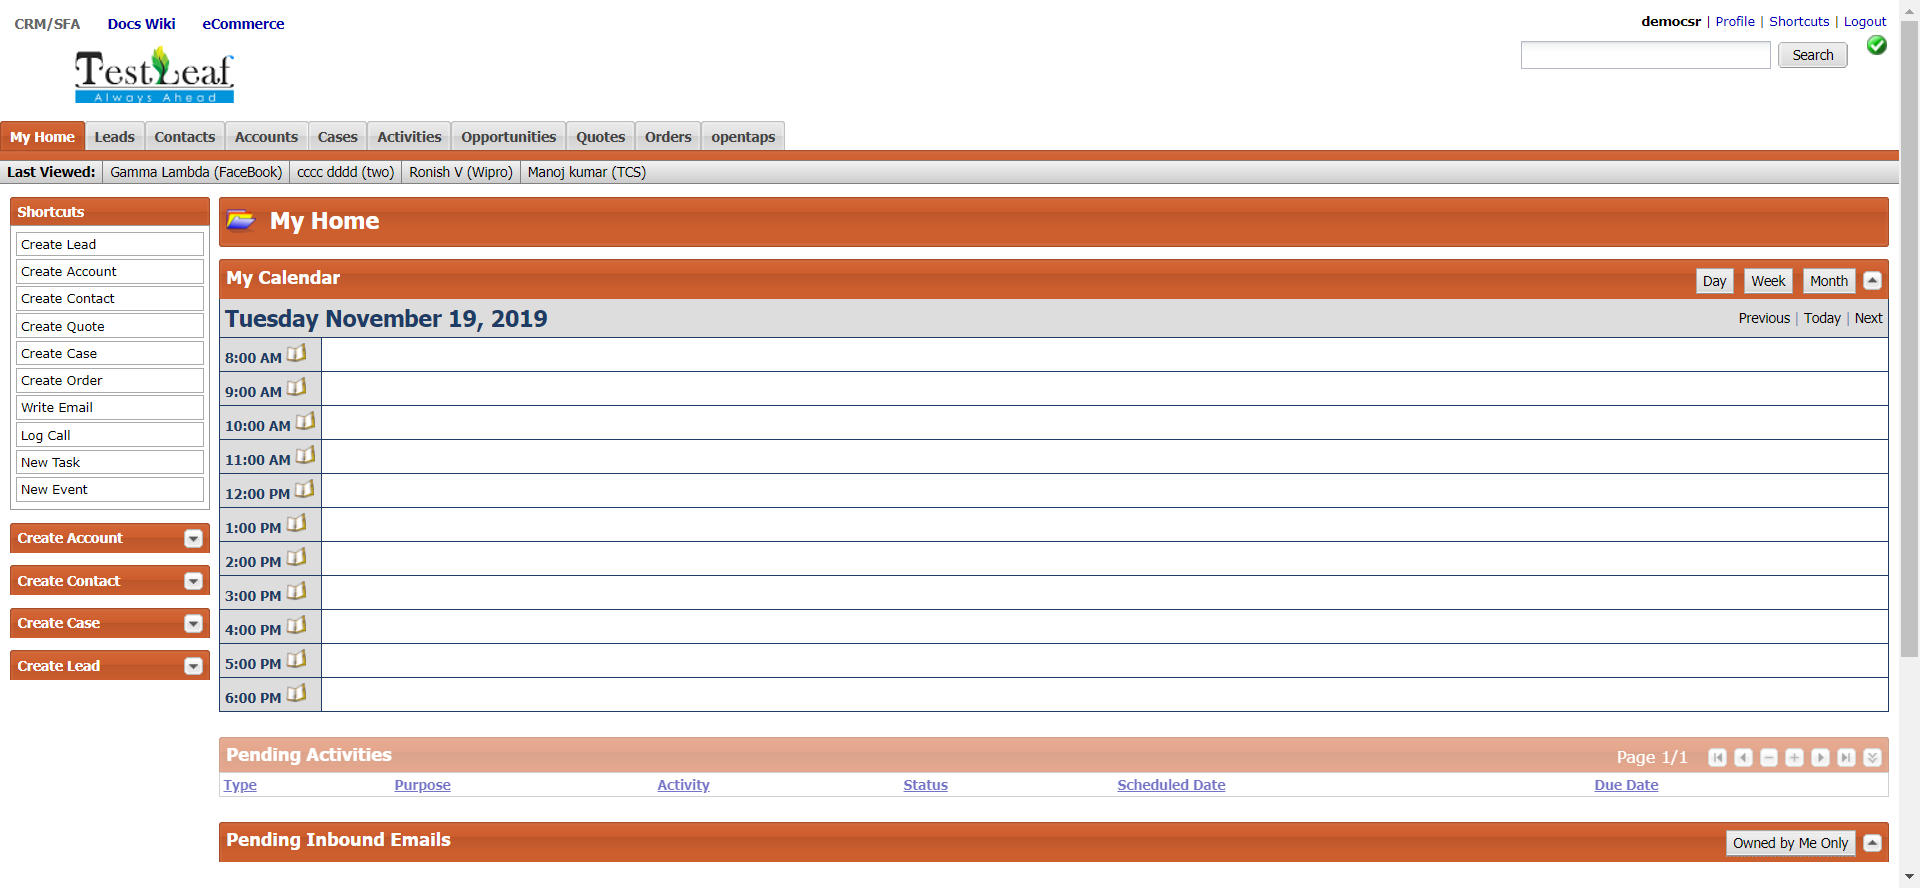 CRM/SFA Docs Wiki eCommerce
democsr | Profile | Shortcuts | Logout
Search
TestLeaf
Always Ahead
My Home Leads Contacts Accounts Cases Activities Opportunities Quotes Orders opentaps
Last Viewed: Gamma Lambda (FaceBook) cccc dddd (two) Ronish V (Wipro) Manoj kumar (TCS)
Shortcuts
Create Lead
Create Account
Create Contact
Create Quote
Create Case
Create Order
Write Email
Log Call
New Task
New Event
Create Account
Create Contact
Create Case
Create Lead
My Home
My Calendar
Day Week Month
Tuesday November 19, 2019
Previous | Today | Next
8:00 AM
9:00 AM
10:00 AM
11:00 AM
12:00 PM
1:00 PM
2:00 PM
3:00 PM
4:00 PM
5:00 PM
6:00 PM
Pending Activities
Page 1/1
Type Purpose Activity Status Scheduled Date Due Date
Pending Inbound Emails
Owned by Me Only